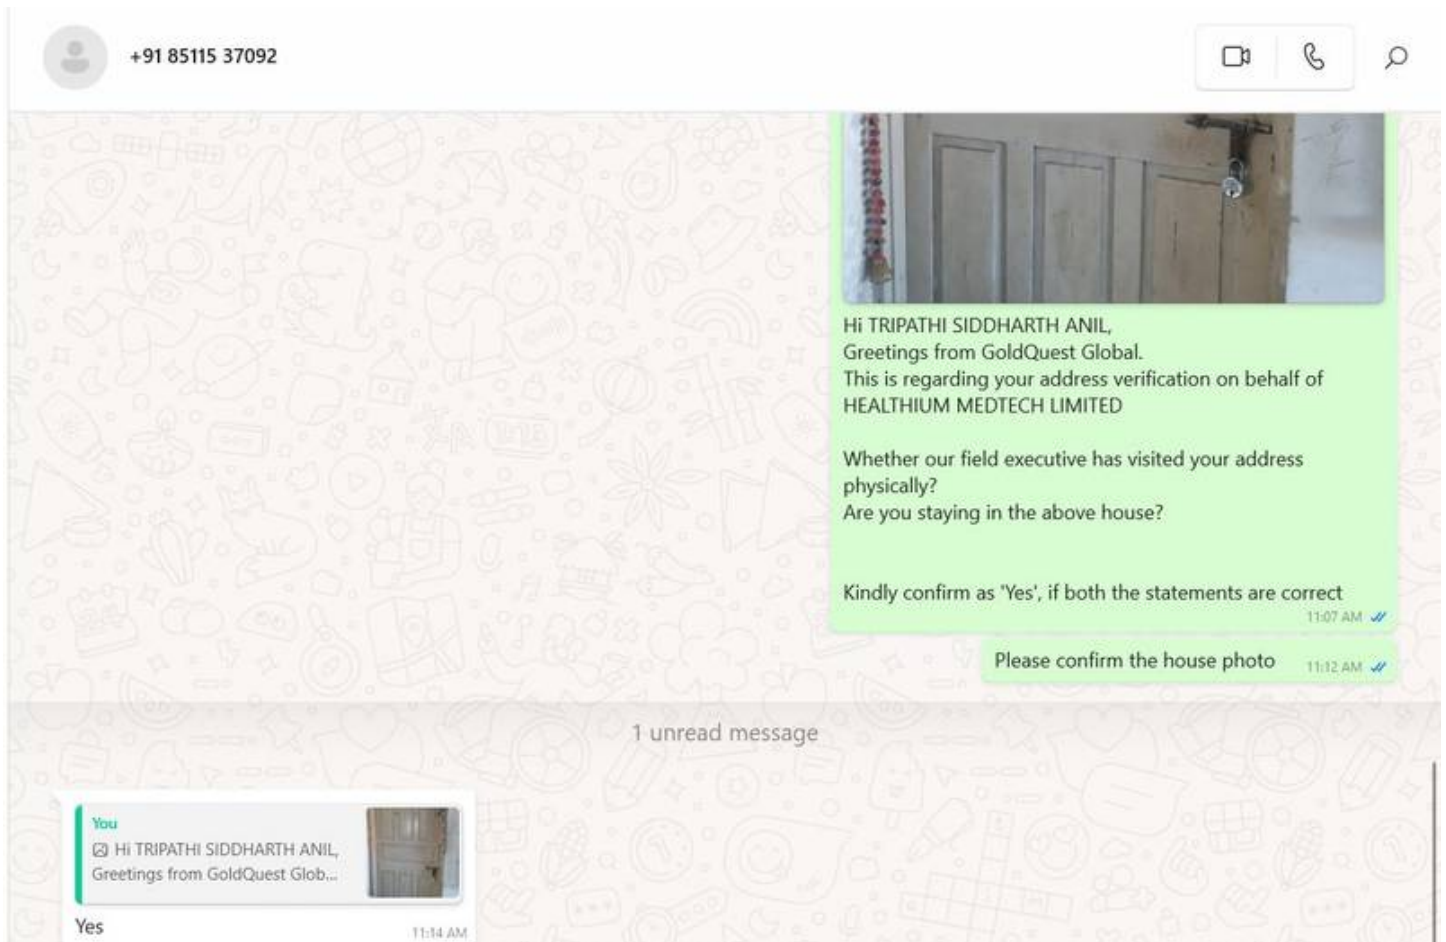 +91 85115 37092
Hi TRIPATHI SIDDHARTH ANIL,
Greetings from GoldQuest Global.
This is regarding your address verification on behalf of
HEALTHIUM MEDTECH LIMITED
Whether our field executive has visited your address
physically?
Are you staying in the above house?
Kindly confirm as 'Yes', if both the statements are correct
11:07 AM
Please confirm the house photo
11:12 AM
1 unread message
You
Hi TRIPATHI SIDDHARTH ANIL,
Greetings from GoldQuest Glob...
Yes
11:14 AM